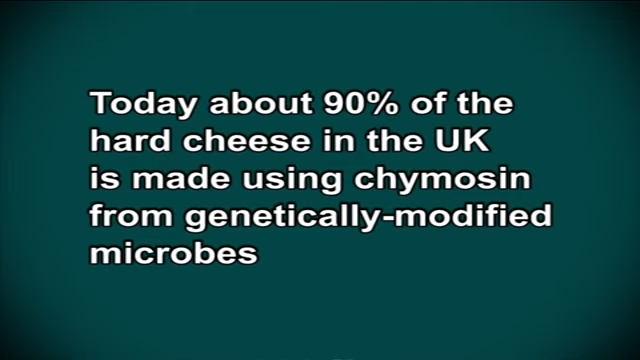 Today about 90% of the
hard cheese in the UK
is made using chymosin
from genetically-modified
microbes